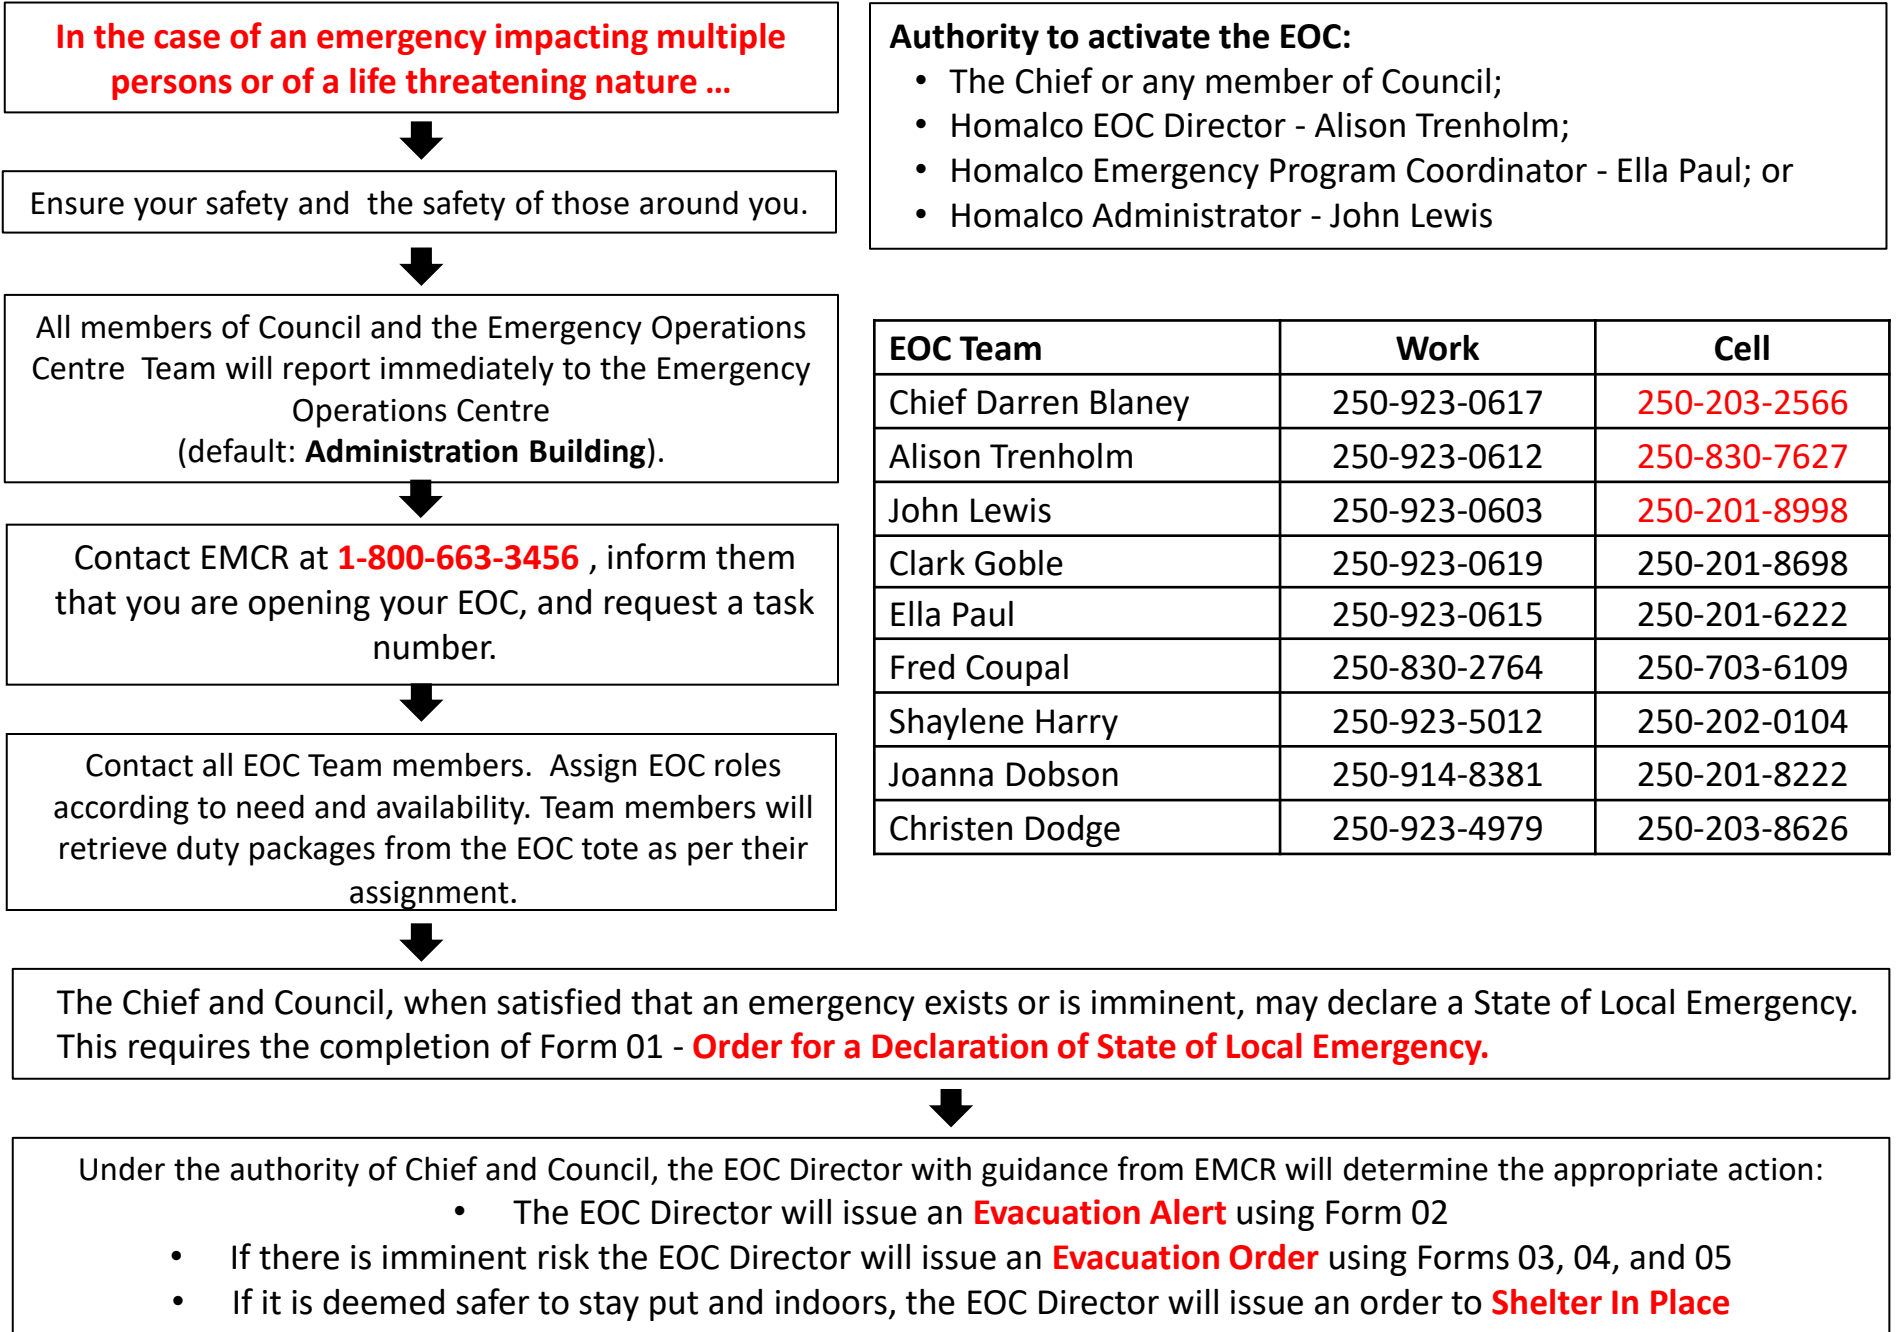 In the case of an emergency impacting multiple
persons or of a life threatening nature ...
Ensure your safety and  the safety of those around you.
All members of Council and the Emergency Operations
Centre  Team will report immediately to the Emergency
Operations Centre
(default: Administration Building).
Contact EMCR at 1-800-663-3456 , inform them
that you are opening your EOC, and request a task
number.
Contact all EOC Team members.  Assign EOC roles
according to need and availability. Team members will
retrieve duty packages from the EOC tote as per their
assignment.
Authority to activate the EOC:
• The Chief or any member of Council;
• Homalco EOC Director - Alison Trenholm;
• Homalco Emergency Program Coordinator - Ella Paul; or
• Homalco Administrator - John Lewis
EOC Team Work Cell
Chief Darren Blaney 250-923-0617 250-203-2566
Alison Trenholm 250-923-0612 250-830-7627
John Lewis 250-923-0603 250-201-8998
Clark Goble 250-923-0619 250-201-8698
Ella Paul 250-923-0615 250-201-6222
Fred Coupal 250-830-2764 250-703-6109
Shaylene Harry 250-923-5012 250-202-0104
Joanna Dobson 250-914-8381 250-201-8222
Christen Dodge 250-923-4979 250-203-8626
The Chief and Council, when satisfied that an emergency exists or is imminent, may declare a State of Local Emergency.
This requires the completion of Form 01 - Order for a Declaration of State of Local Emergency.
Under the authority of Chief and Council, the EOC Director with guidance from EMCR will determine the appropriate action:
• The EOC Director will issue an Evacuation Alert using Form 02
• If there is imminent risk the EOC Director will issue an Evacuation Order using Forms 03, 04, and 05
• If it is deemed safer to stay put and indoors, the EOC Director will issue an order to Shelter In Place